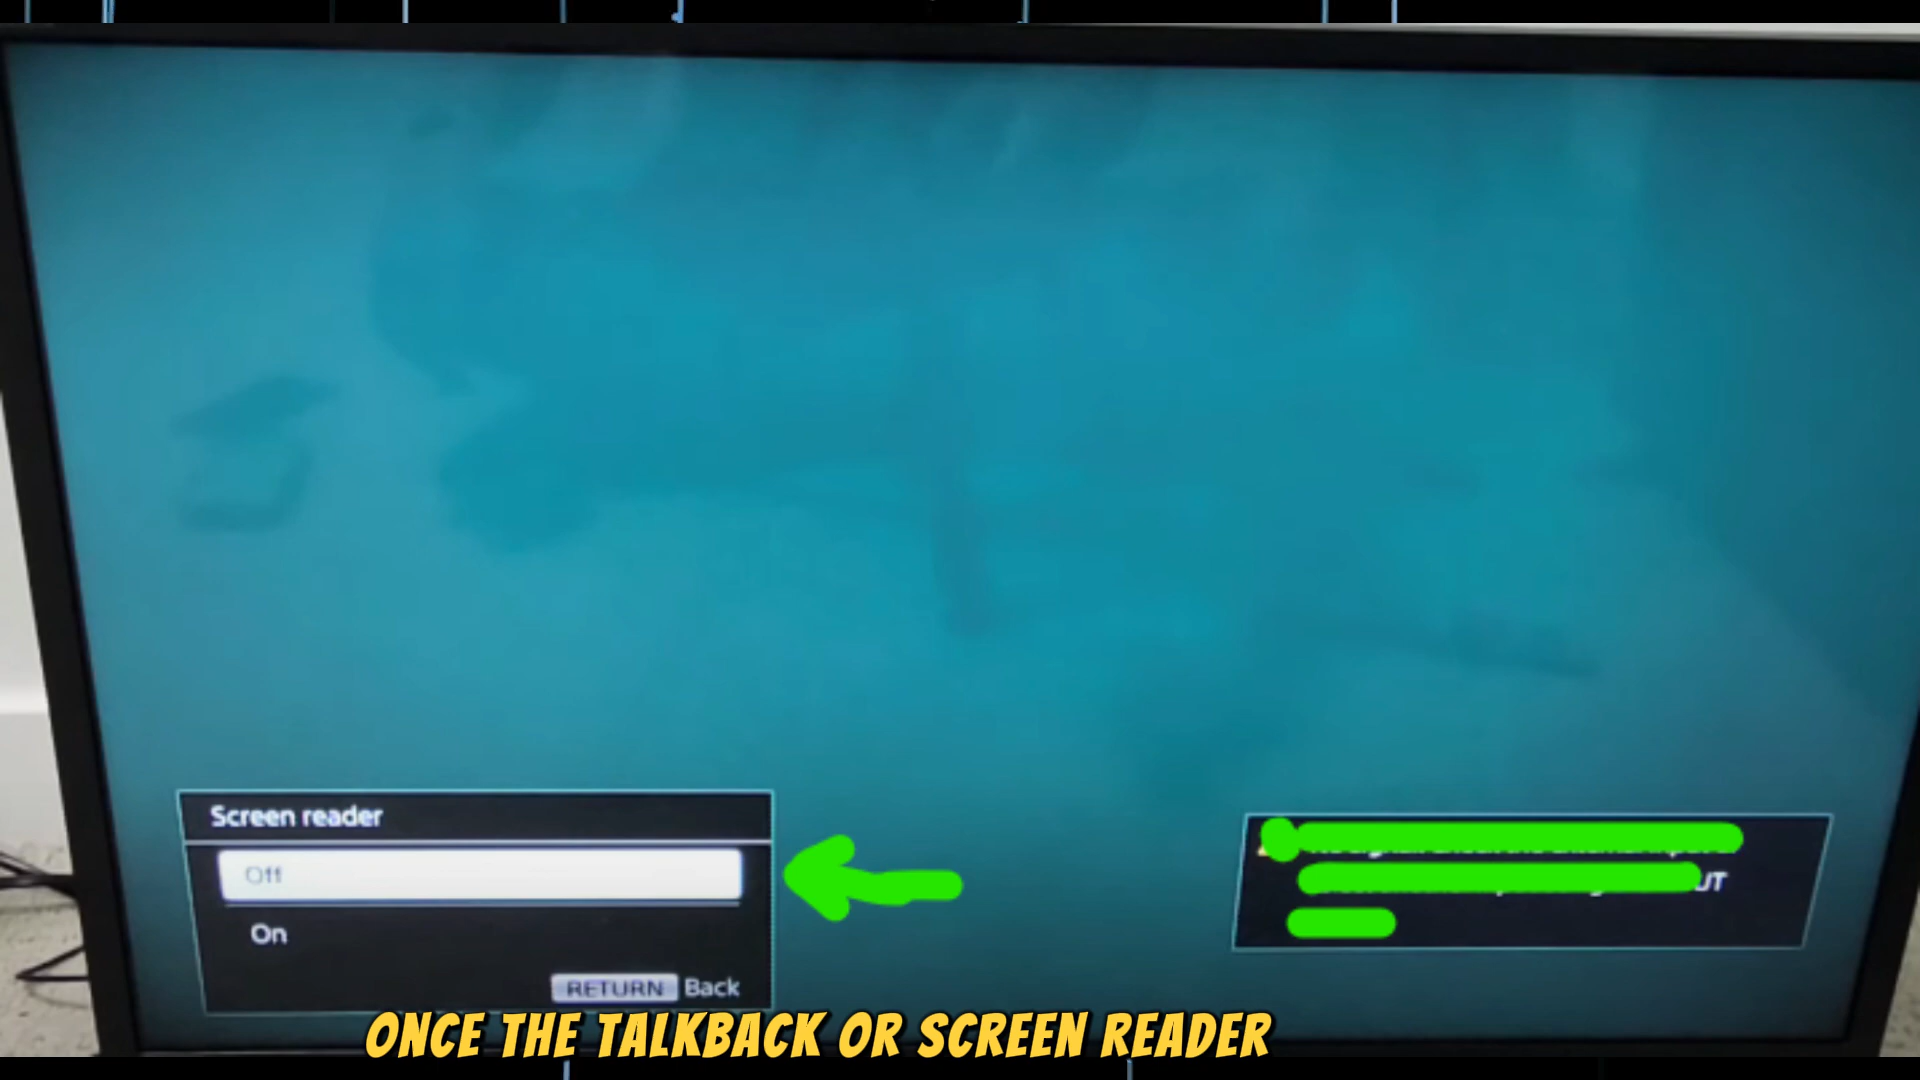 Screen reader
Off
On
RETURN Back
UT
ONCE THE TALKBACK OR SCREEN READER